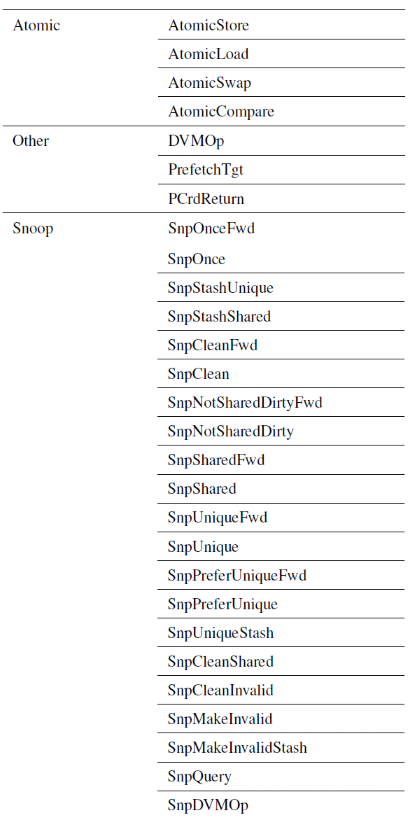 Atomic AtomicStore
AtomicLoad
AtomicSwap
AtomicCompare
Other DVMOp
PrefetchTgt
PCrdReturn
Snoop SnpOnceFwd
SnpOnce
SnpStashUnique
SnpStashShared
SnpCleanFwd
SnpClean
SnpNotSharedDirtyFwd
SnpNotSharedDirty
SnpSharedFwd
SnpShared
SnpUniqueFwd
SnpUnique
SnpPreferUniqueFwd
SnpPreferUnique
SnpUniqueStash
SnpCleanShared
SnpCleanInvalid
SnpMakeInvalid
SnpMakeInvalidStash
SnpQuery
SnpDVMOp